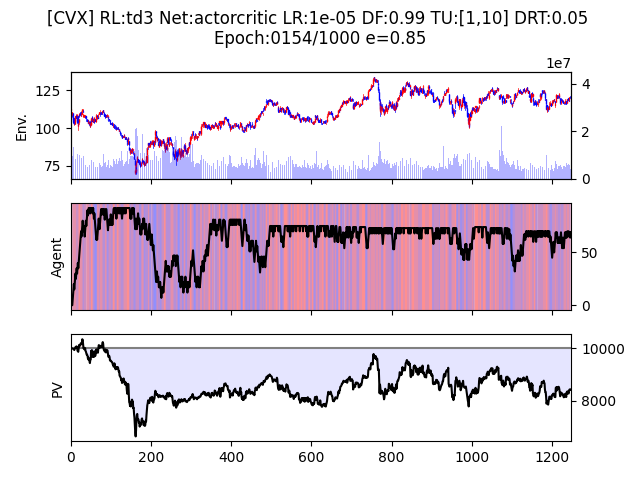 [CVX] RL:td3 Net:actorcritic LR:1e-05 DF:0.99 TU:[1,10] DRT:0.05
Epoch:0154/1000 e=0.85
1e7
125
100
75
Env.
4
2
0
Agent
50
0
PV
10000
8000
0
200
400
600
800
1000
1200